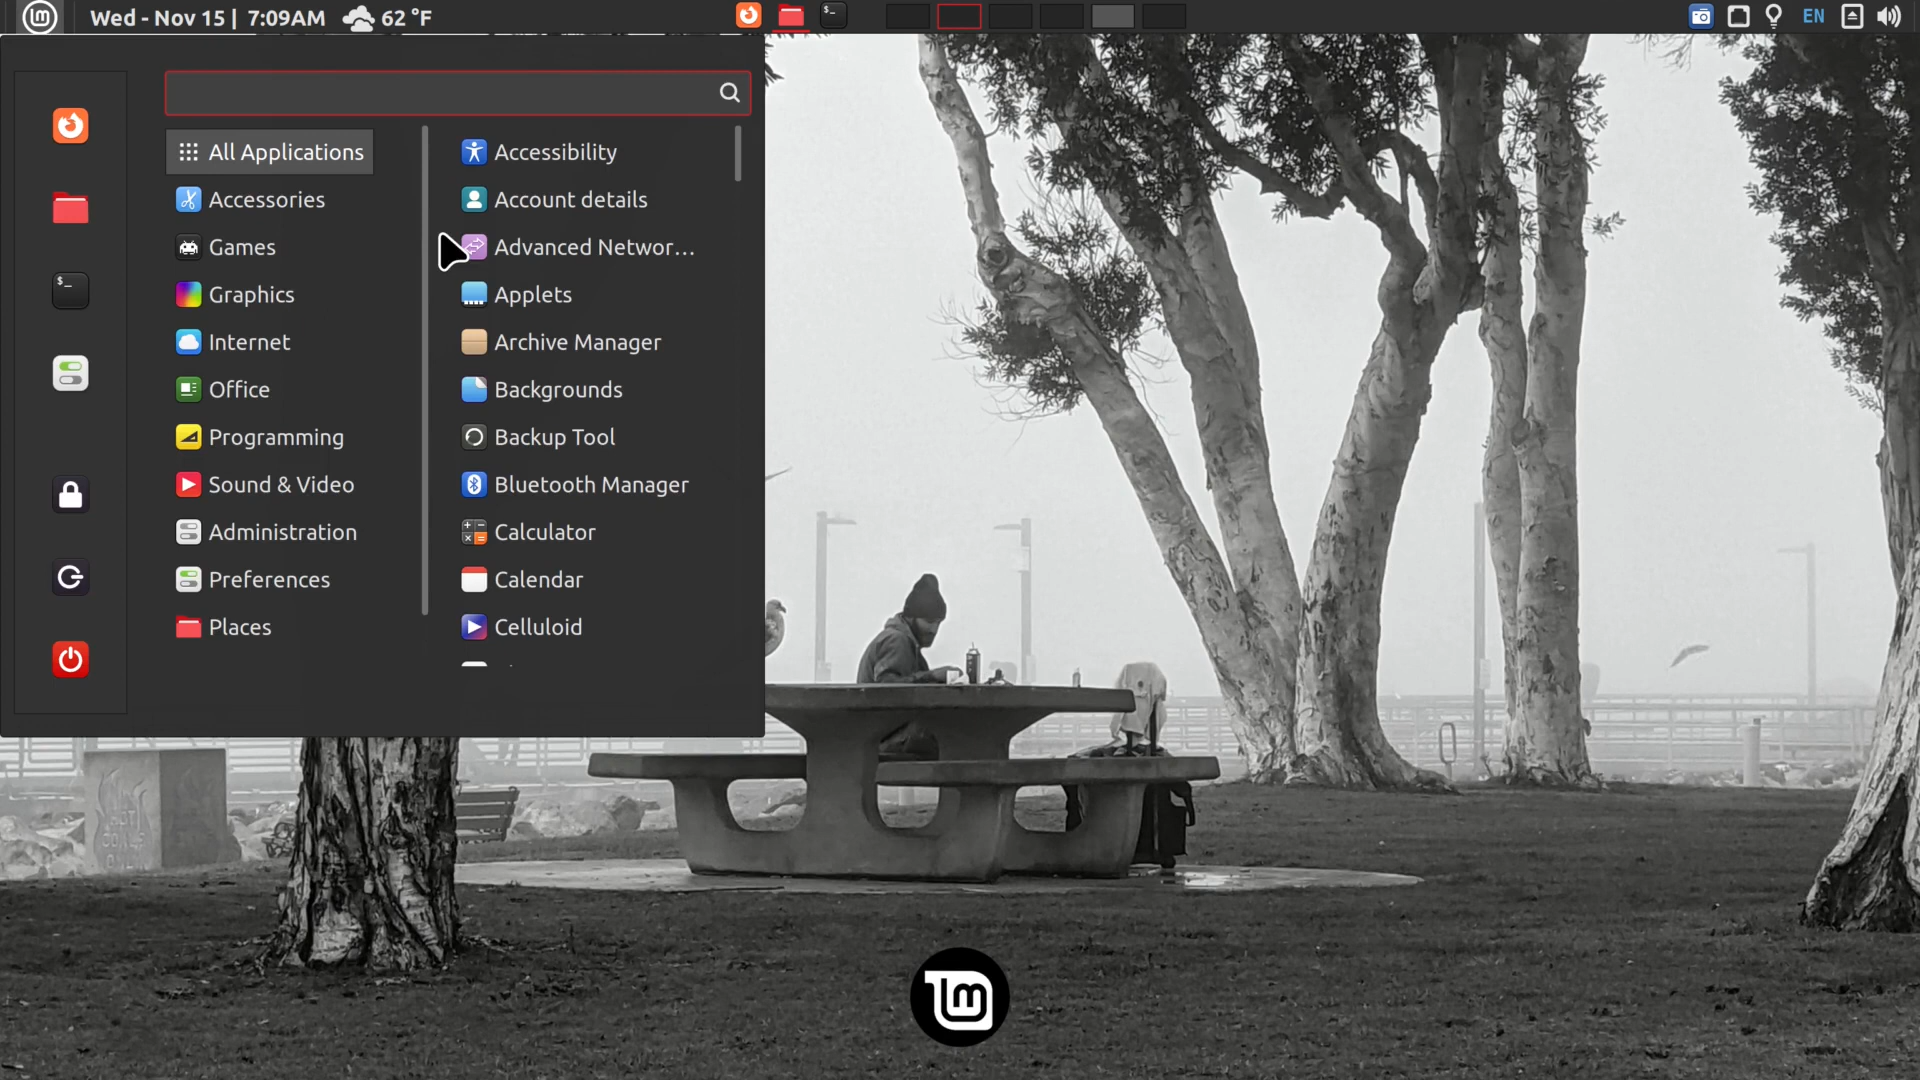 Wed - Nov 15 | 7:09AM 62 °F
EN
All Applications
Accessories
Games
Graphics
Internet
Office
Programming
Sound & Video
Administration
Preferences
Places
Accessibility
Account details
Advanced Networ...
Applets
Archive Manager
Backgrounds
Backup Tool
Bluetooth Manager
Calculator
Calendar
Celluloid